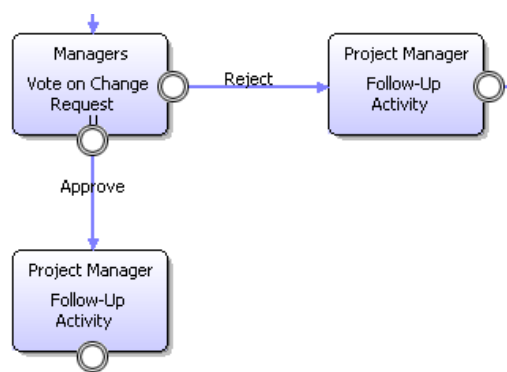 Managers
Vote on Change
Request
Reject
Project Manager
Follow-Up
Activity
Approve
Project Manager
Follow-Up
Activity